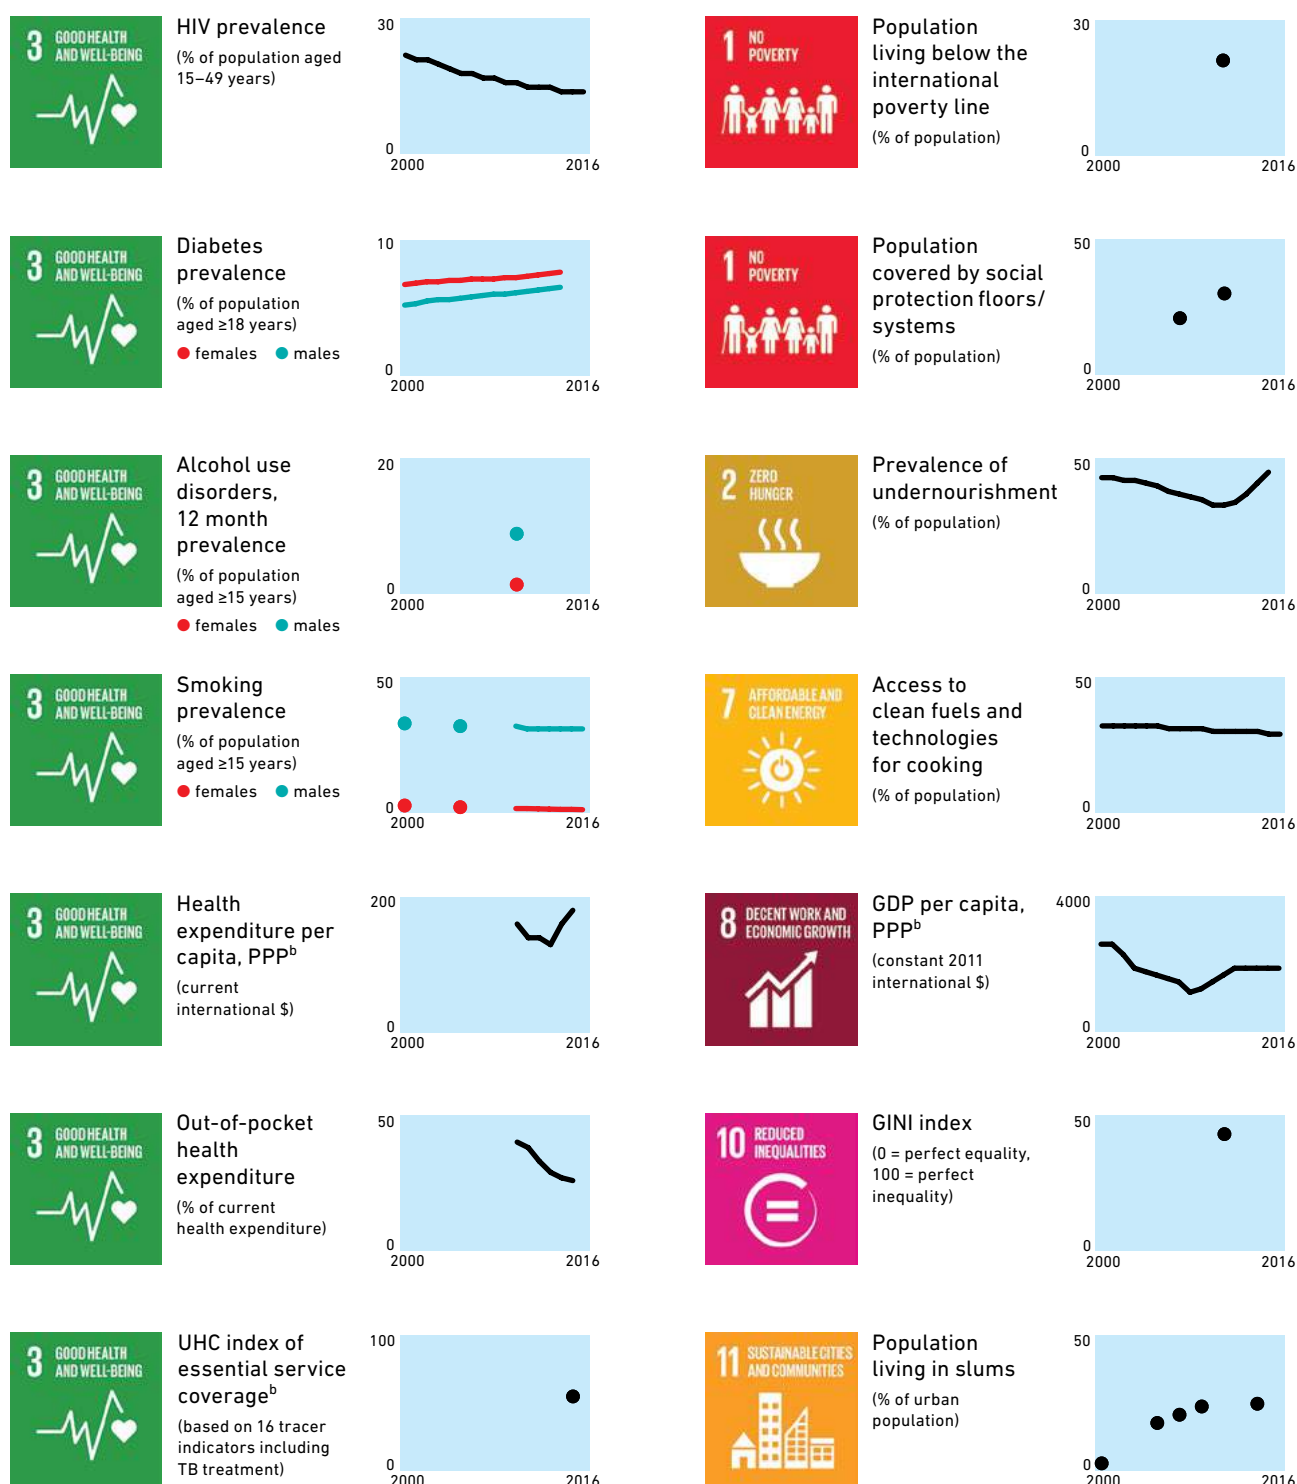 3 GOOD HEALTH
AND WELL-BEING
HIV prevalence
(% of population aged
15–49 years)
30
0
2000 2016
1 NO
POVERTY
Population
living below the
international
poverty line
(% of population)
30
0
2000 2016
3 GOOD HEALTH
AND WELL-BEING
Diabetes
prevalence
(% of population
aged ≥18 years)
females males
10
0
2000 2016
1 NO
POVERTY
Population
covered by social
protection floors/
systems
(% of population)
50
0
2000 2016
3 GOOD HEALTH
AND WELL-BEING
Alcohol use
disorders,
12 month
prevalence
(% of population
aged ≥15 years)
females males
20
0
2000 2016
2 ZERO
HUNGER
Prevalence of
undernourishment
(% of population)
50
0
2000 2016
3 GOOD HEALTH
AND WELL-BEING
Smoking
prevalence
(% of population
aged ≥15 years)
females males
50
0
2000 2016
7 AFFORDABLE AND
CLEAN ENERGY
Access to
clean fuels and
technologies
for cooking
(% of population)
50
0
2000 2016
3 GOOD HEALTH
AND WELL-BEING
Health
expenditure per
capita, PPPᵇ
(current
international $)
200
0
2000 2016
8 DECENT WORK AND
ECONOMIC GROWTH
GDP per capita,
PPPᵇ
(constant 2011
international $)
4000
0
2000 2016
3 GOOD HEALTH
AND WELL-BEING
Out-of-pocket
health
expenditure
(% of current
health expenditure)
50
0
2000 2016
10 REDUCED
INEQUALITIES
GINI index
(0 = perfect equality,
100 = perfect
inequality)
50
0
2000 2016
3 GOOD HEALTH
AND WELL-BEING
UHC index of
essential service
coverageᵇ
(based on 16 tracer
indicators including
TB treatment)
100
0
2000 2016
11 SUSTAINABLE CITIES
AND COMMUNITIES
Population
living in slums
(% of urban
population)
50
0
2000 2016